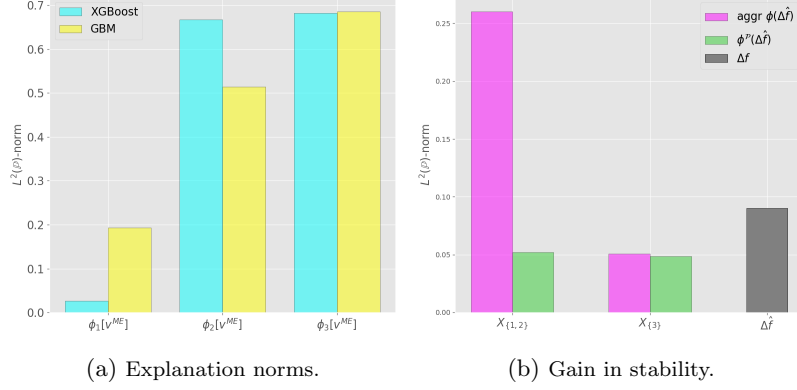 0.7
0.6
0.5
0.4
0.3
0.2
0.1
0.0
L²(ℙ)-norm
XGBoost
GBM
ϕ₁[v^{ME}]
ϕ₂[v^{ME}]
ϕ₃[v^{ME}]
(a) Explanation norms.
0.25
0.20
0.15
0.10
0.05
0.00
L²(ℙ)-norm
aggr ϕ(Δf̂)
ϕ^𝒫(Δf̂)
Δf
X_{{1,2}}
X_{{3}}
Δf̂
(b) Gain in stability.